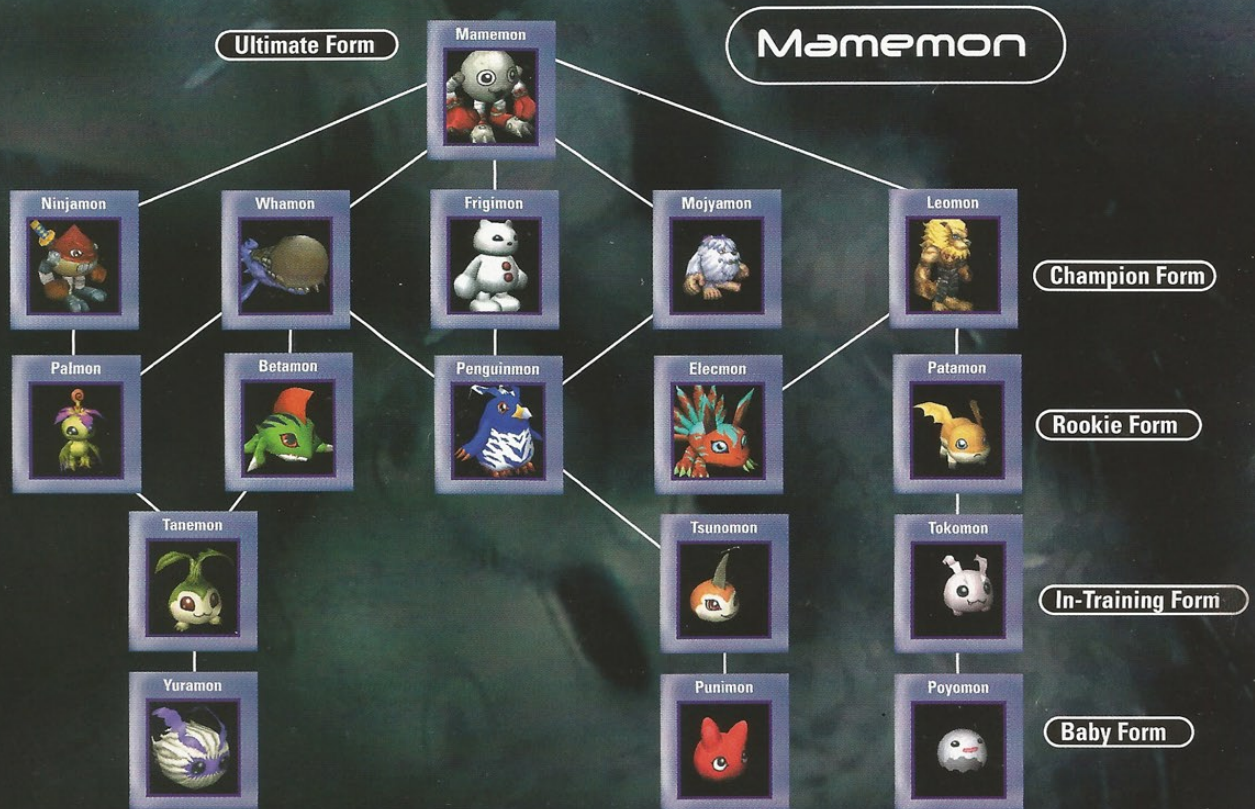 Ultimate Form
Mamemon
Mamemon
Ninjamon
Whamon
Frigimon
Mojyamon
Leomon
Champion Form
Palmon
Betamon
Penguinmon
Elecmon
Patamon
Rookie Form
Tanemon
Tsunomon
Tokomon
In-Training Form
Yuramon
Punimon
Poyomon
Baby Form